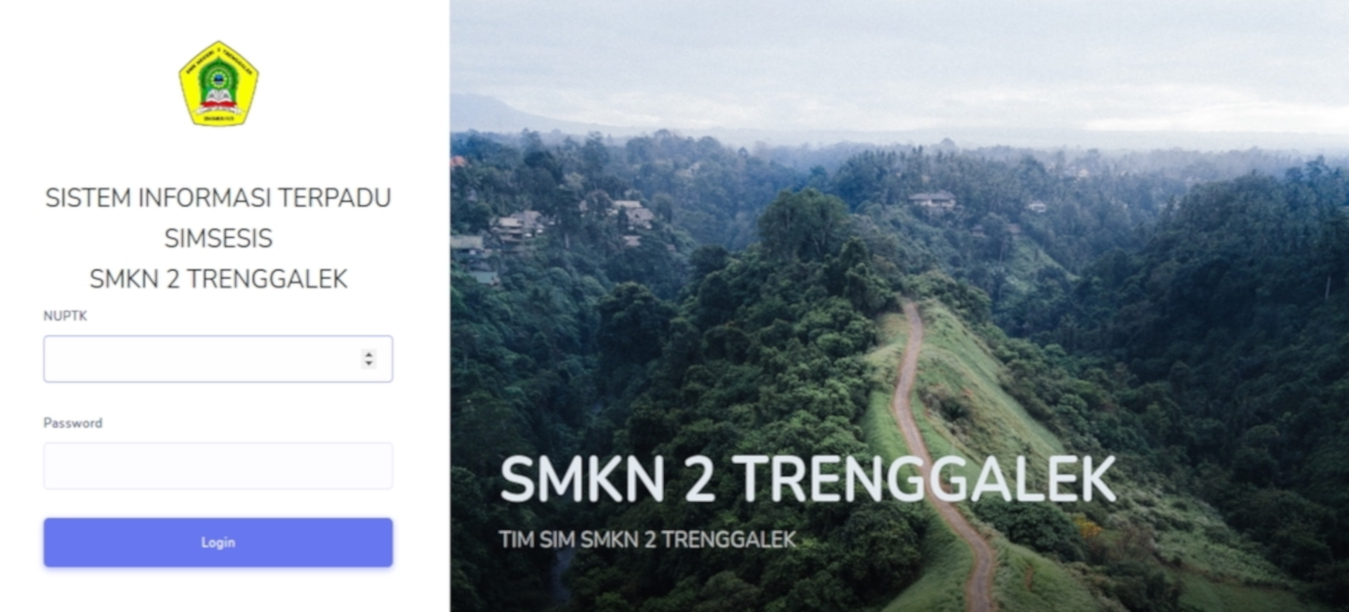 SISTEM INFORMASI TERPADU
SIMSESIS
SMKN 2 TRENGGALEK
NUPTK
Password
Login
SMKN 2 TRENGGALEK
TIM SIM SMKN 2 TRENGGALEK